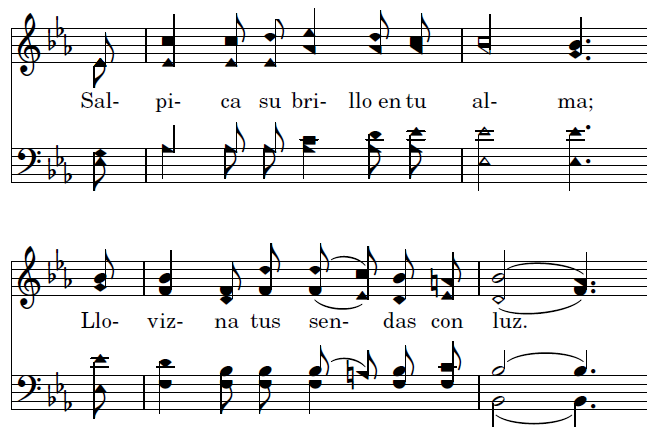 Sal- pi- ca su bri- llo en tu al- ma;
Llo- viz- na tus sen- das con luz.